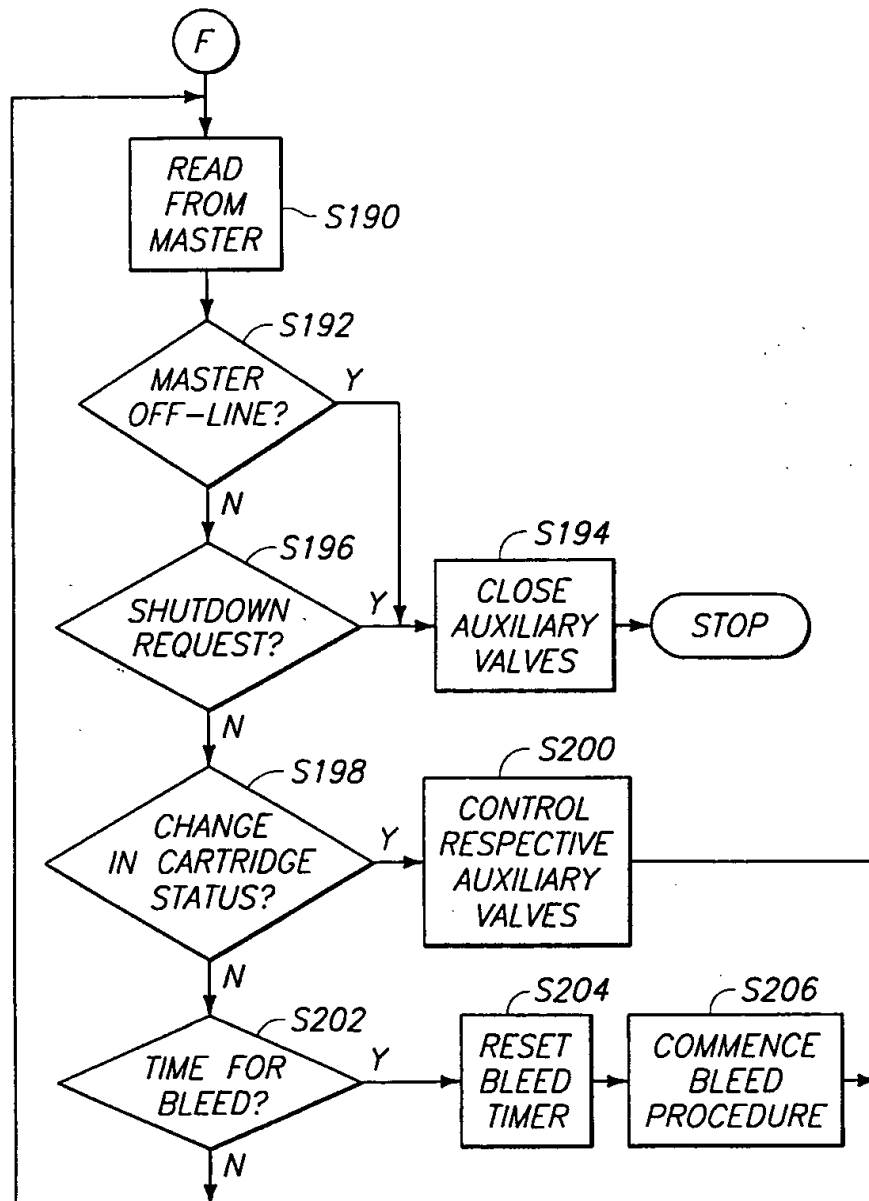 F
READ
FROM
MASTER
S190
S192
MASTER
OFF-LINE?
Y
N
S196
SHUTDOWN
REQUEST?
Y
S194
CLOSE
AUXILIARY
VALVES
STOP
N
S198
CHANGE
IN CARTRIDGE
STATUS?
Y
S200
CONTROL
RESPECTIVE
AUXILIARY
VALVES
N
S202
TIME FOR
BLEED?
Y
S204
RESET
BLEED
TIMER
S206
COMMENCE
BLEED
PROCEDURE
N